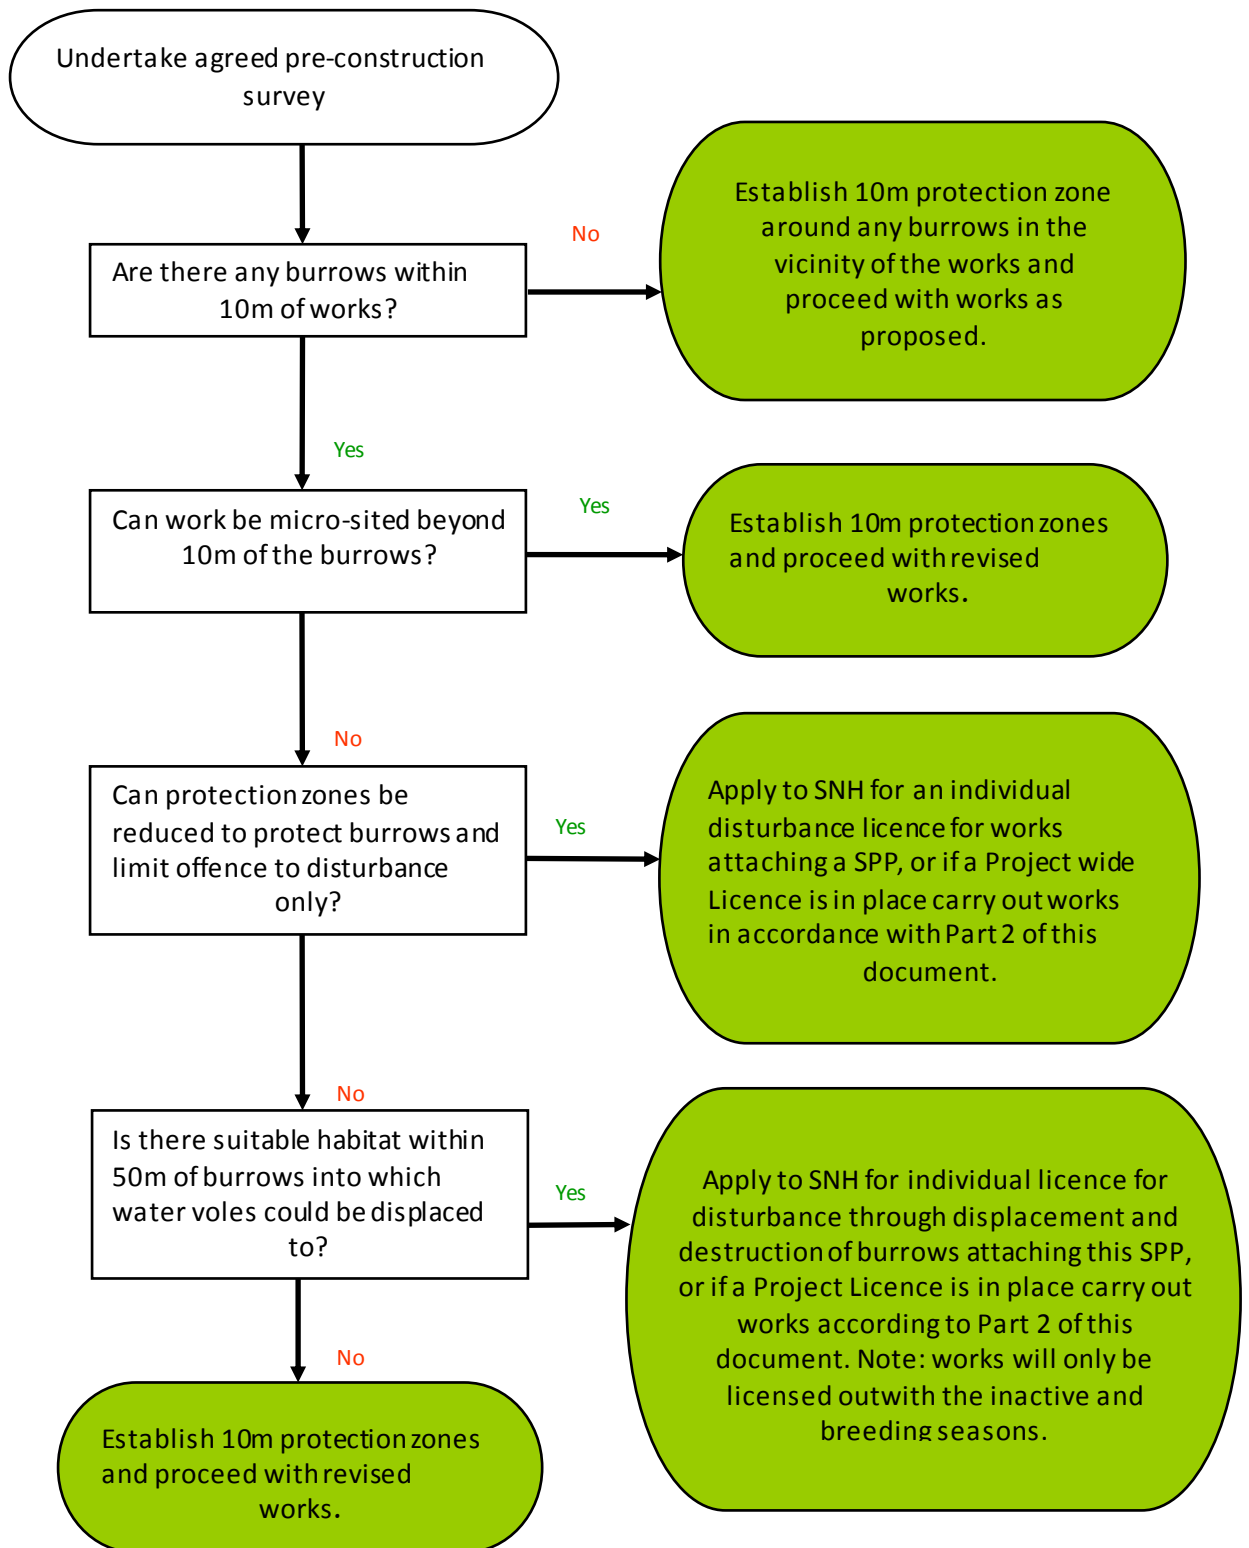 Undertake agreed pre-construction
survey
Are there any burrows within
10m of works?
No
Establish 10m protection zone
around any burrows in the
vicinity of the works and
proceed with works as
proposed.
Yes
Can work be micro-sited beyond
10m of the burrows?
Yes
Establish 10m protection zones
and proceed with revised
works.
No
Can protection zones be
reduced to protect burrows and
limit offence to disturbance
only?
Yes
Apply to SNH for an individual
disturbance licence for works
attaching a SPP, or if a Project wide
Licence is in place carry out works
in accordance with Part 2 of this
document.
No
Is there suitable habitat within
50m of burrows into which
water voles could be displaced
to?
Yes
Apply to SNH for individual licence for
disturbance through displacement and
destruction of burrows attaching this SPP,
or if a Project Licence is in place carry out
works according to Part 2 of this
document. Note: works will only be
licensed outwith the inactive and
breeding seasons.
No
Establish 10m protection zones
and proceed with revised
works.